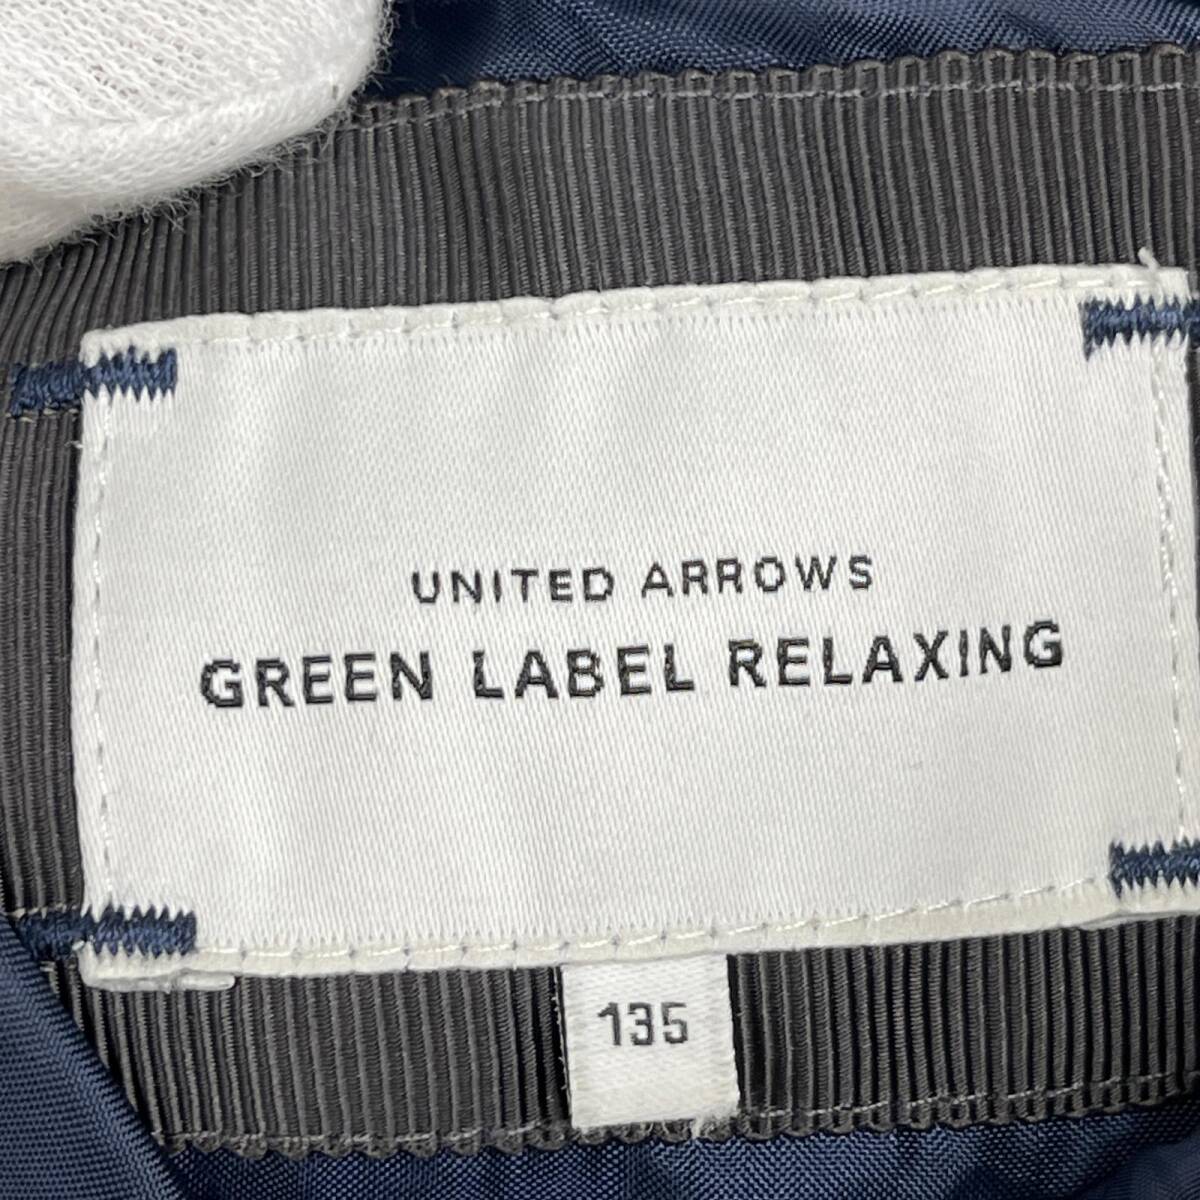 UNITED ARROWS
GREEN LABEL RELAXING
135